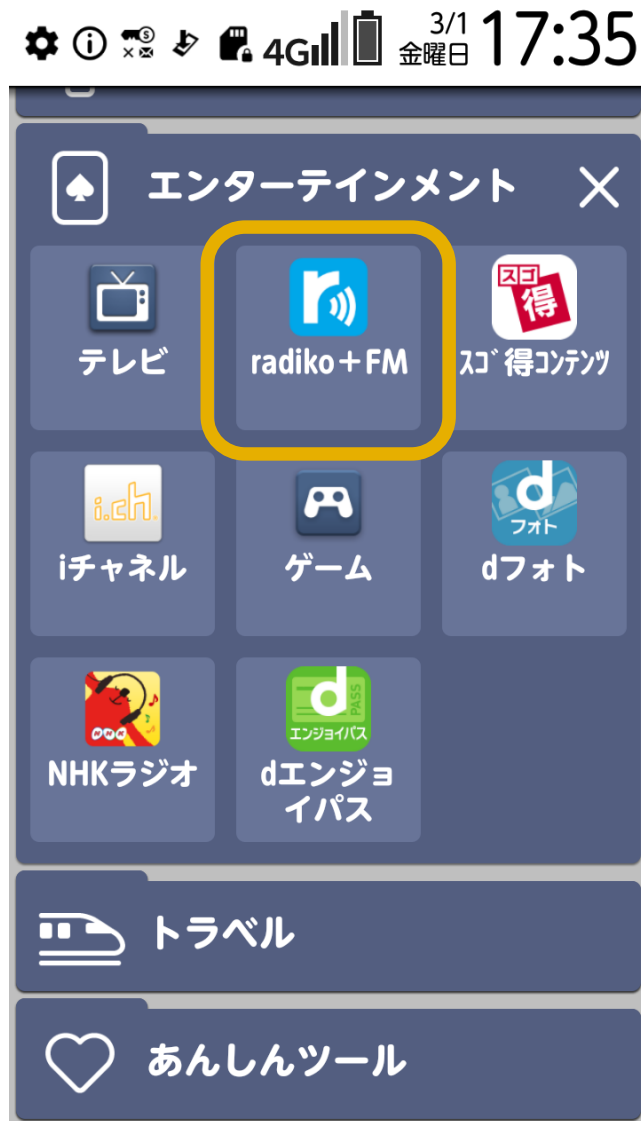 4G 3/1 金曜日 17:35
エンターテインメント
テレビ
radiko+FM
スゴ得
スゴ得コンテンツ
i.ch.
iチャネル
ゲーム
d
フォト
dフォト
NHK
NHKラジオ
d
PASS
エンジョイパス
dエンジョ
イパス
トラベル
あんしんツール